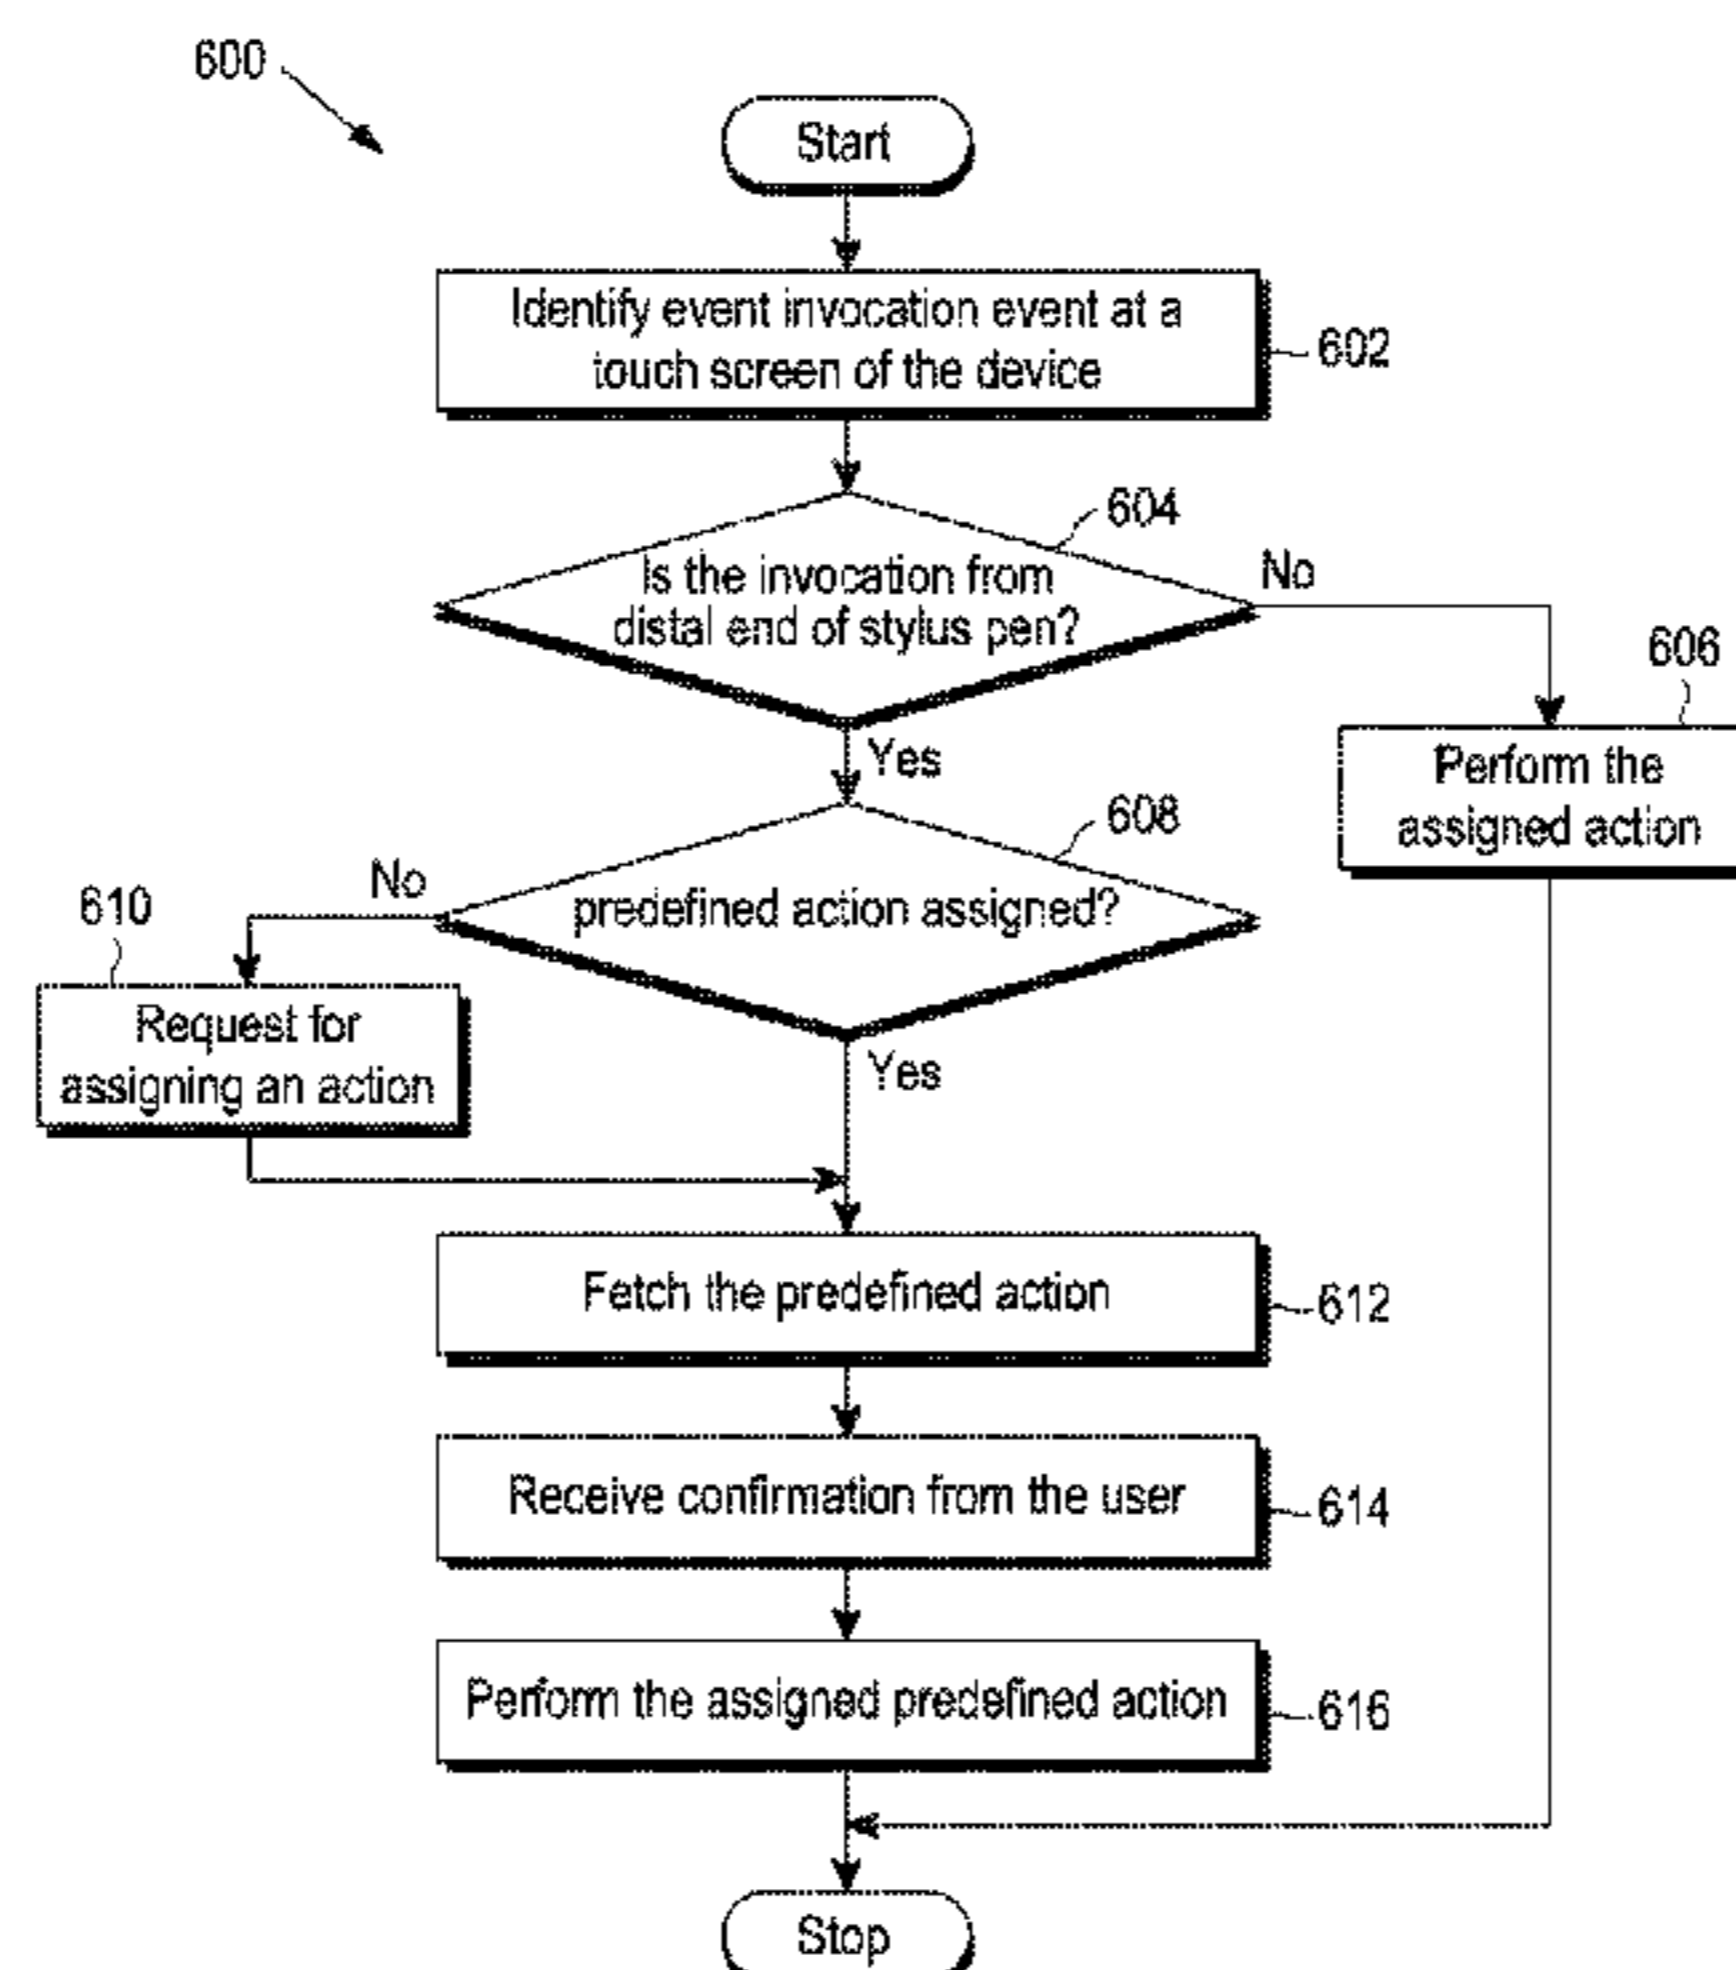 600
Start
Identify event invocation event at a
touch screen of the device
602
604
Is the invocation from
distal end of stylus pen?
No
606
Perform the
assigned action
Yes
608
predefined action assigned?
No
610
Request for
assigning an action
Yes
Fetch the predefined action
612
Receive confirmation from the user
614
Perform the assigned predefined action
616
Stop